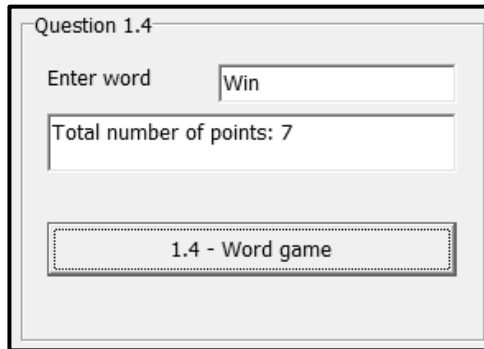 Question 1.4
Enter word Win
Total number of points: 7
1.4 - Word game